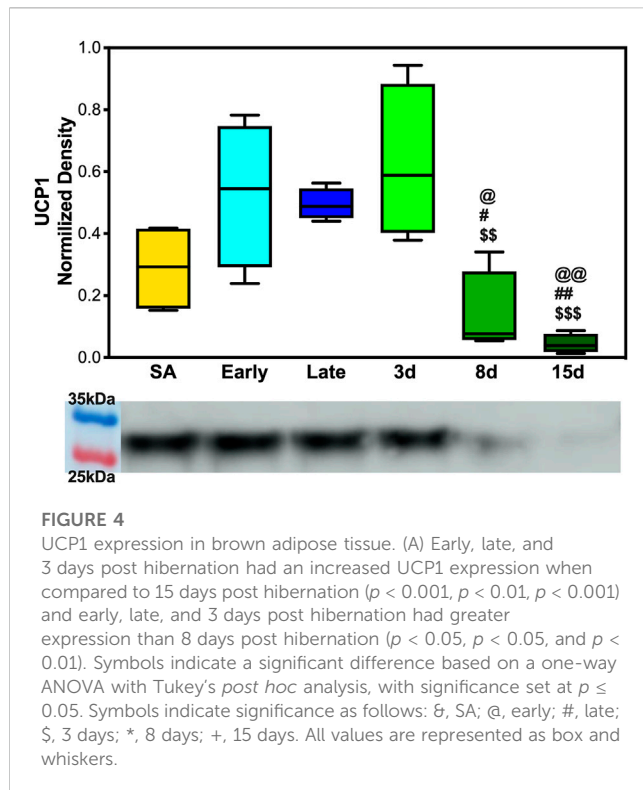 1.0
0.8
0.6
0.4
0.2
0.0
UCP1
Normilized Density
@
#
$$
@@
##
$$$
SA Early Late 3d 8d 15d
35kDa
25kDa
FIGURE 4
UCP1 expression in brown adipose tissue. (A) Early, late, and
3 days post hibernation had an increased UCP1 expression when
compared to 15 days post hibernation (p < 0.001, p < 0.01, p < 0.001)
and early, late, and 3 days post hibernation had greater
expression than 8 days post hibernation (p < 0.05, p < 0.05, and p <
0.01). Symbols indicate a significant difference based on a one-way
ANOVA with Tukey's post hoc analysis, with significance set at p ≤
0.05. Symbols indicate significance as follows: &, SA; @, early; #, late;
$, 3 days; *, 8 days; +, 15 days. All values are represented as box and
whiskers.